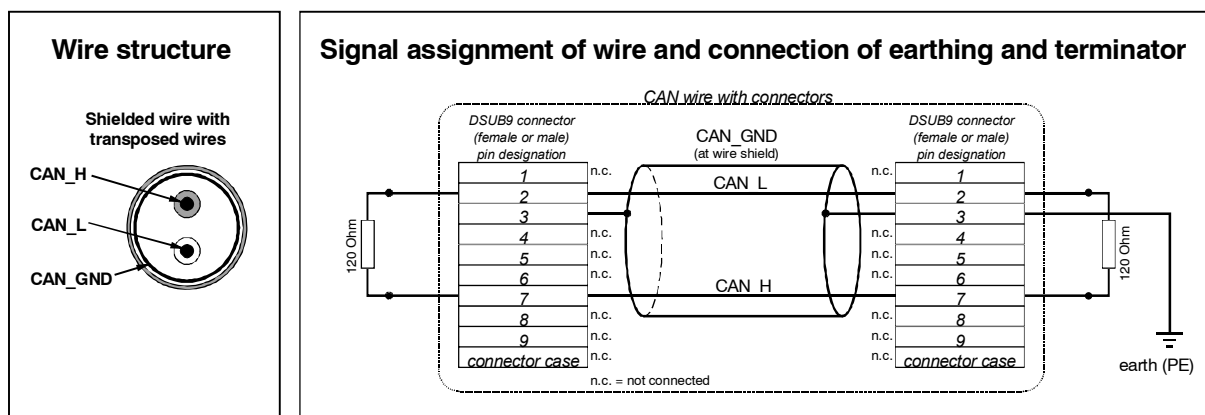 Wire structure
Shielded wire with
transposed wires
CAN_H
CAN_L
CAN_GND
Signal assignment of wire and connection of earthing and terminator
CAN wire with connectors
DSUB9 connector
(female or male)
pin designation
1
2
3
4
5
6
7
8
9
connector case
120 Ohm
n.c.
n.c.
n.c.
n.c.
n.c.
n.c.
n.c.
n.c. = not connected
CAN_GND
(at wire shield)
CAN_L
CAN_H
DSUB9 connector
(female or male)
pin designation
n.c.
n.c.
n.c.
n.c.
n.c.
n.c.
n.c.
1
2
3
4
5
6
7
8
9
connector case
120 Ohm
earth (PE)